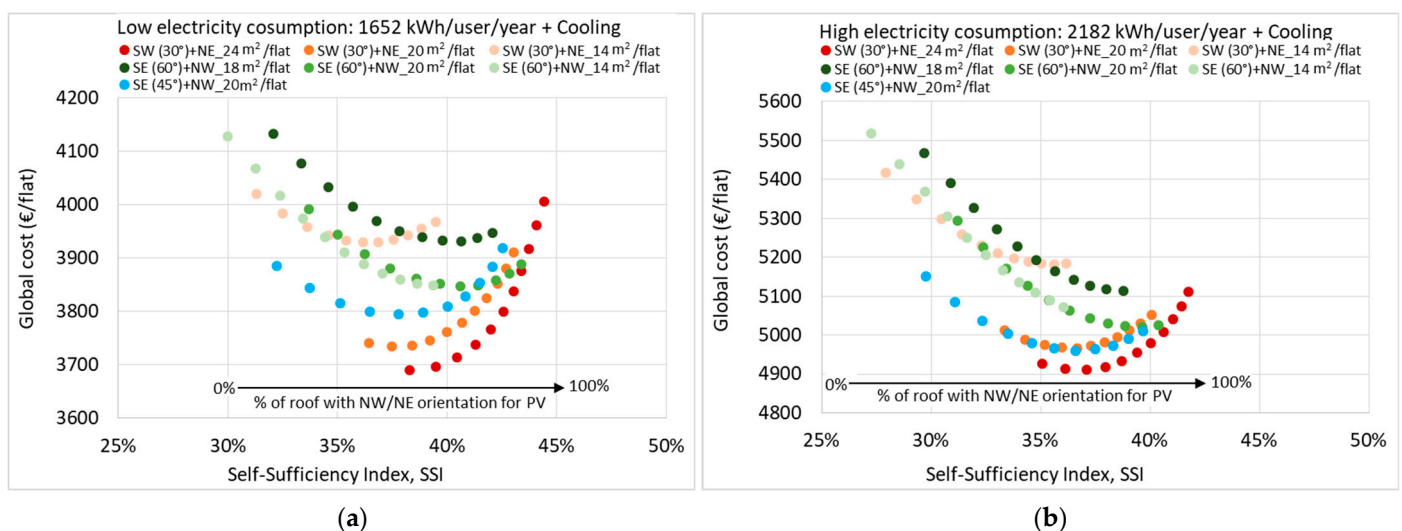 Low electricity cosumption: 1652 kWh/user/year + Cooling
SW (30°)+NE_24 m²/flat SW (30°)+NE_20 m²/flat SW (30°)+NE_14 m²/flat
SE (60°)+NW_18 m²/flat SE (60°)+NW_20 m²/flat SE (60°)+NW_14 m²/flat
SE (45°)+NW_20m²/flat
4200
4100
4000
3900
3800
3700
3600
Global cost (€/flat)
0% 100%
% of roof with NW/NE orientation for PV
25% 30% 35% 40% 45% 50%
Self-Sufficiency Index, SSI
(a)
High electricity cosumption: 2182 kWh/user/year + Cooling
SW (30°)+NE_24 m²/flat SW (30°)+NE_20 m²/flat SW (30°)+NE_14 m²/flat
SE (60°)+NW_18 m²/flat SE (60°)+NW_20 m²/flat SE (60°)+NW_14 m²/flat
SE (45°)+NW_20m²/flat
5600
5500
5400
5300
5200
5100
5000
4900
4800
Global cost (€/flat)
0% 100%
% of roof with NW/NE orientation for PV
25% 30% 35% 40% 45% 50%
Self-Sufficiency Index, SSI
(b)